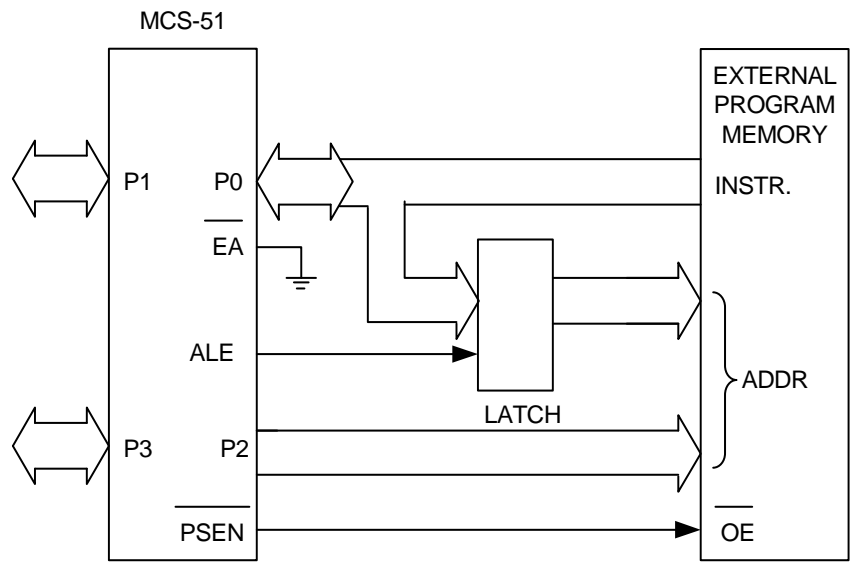 MCS-51
EXTERNAL
PROGRAM
MEMORY
P1
P0
INSTR.
EA
ALE
ADDR
LATCH
P3
P2
PSEN
OE